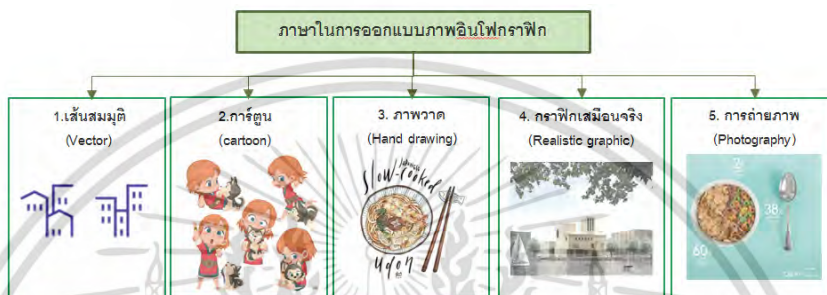 ภาษาในการออกแบบภาพอินโฟกราฟิก
1.เส้นสมมุติ
(Vector)
2.การ์ตูน
(cartoon)
3. ภาพวาด
(Hand drawing)
4. กราฟิกเสมือนจริง
(Realistic graphic)
5. การถ่ายภาพ
(Photography)
Slow-Cooked
Udon
38
60